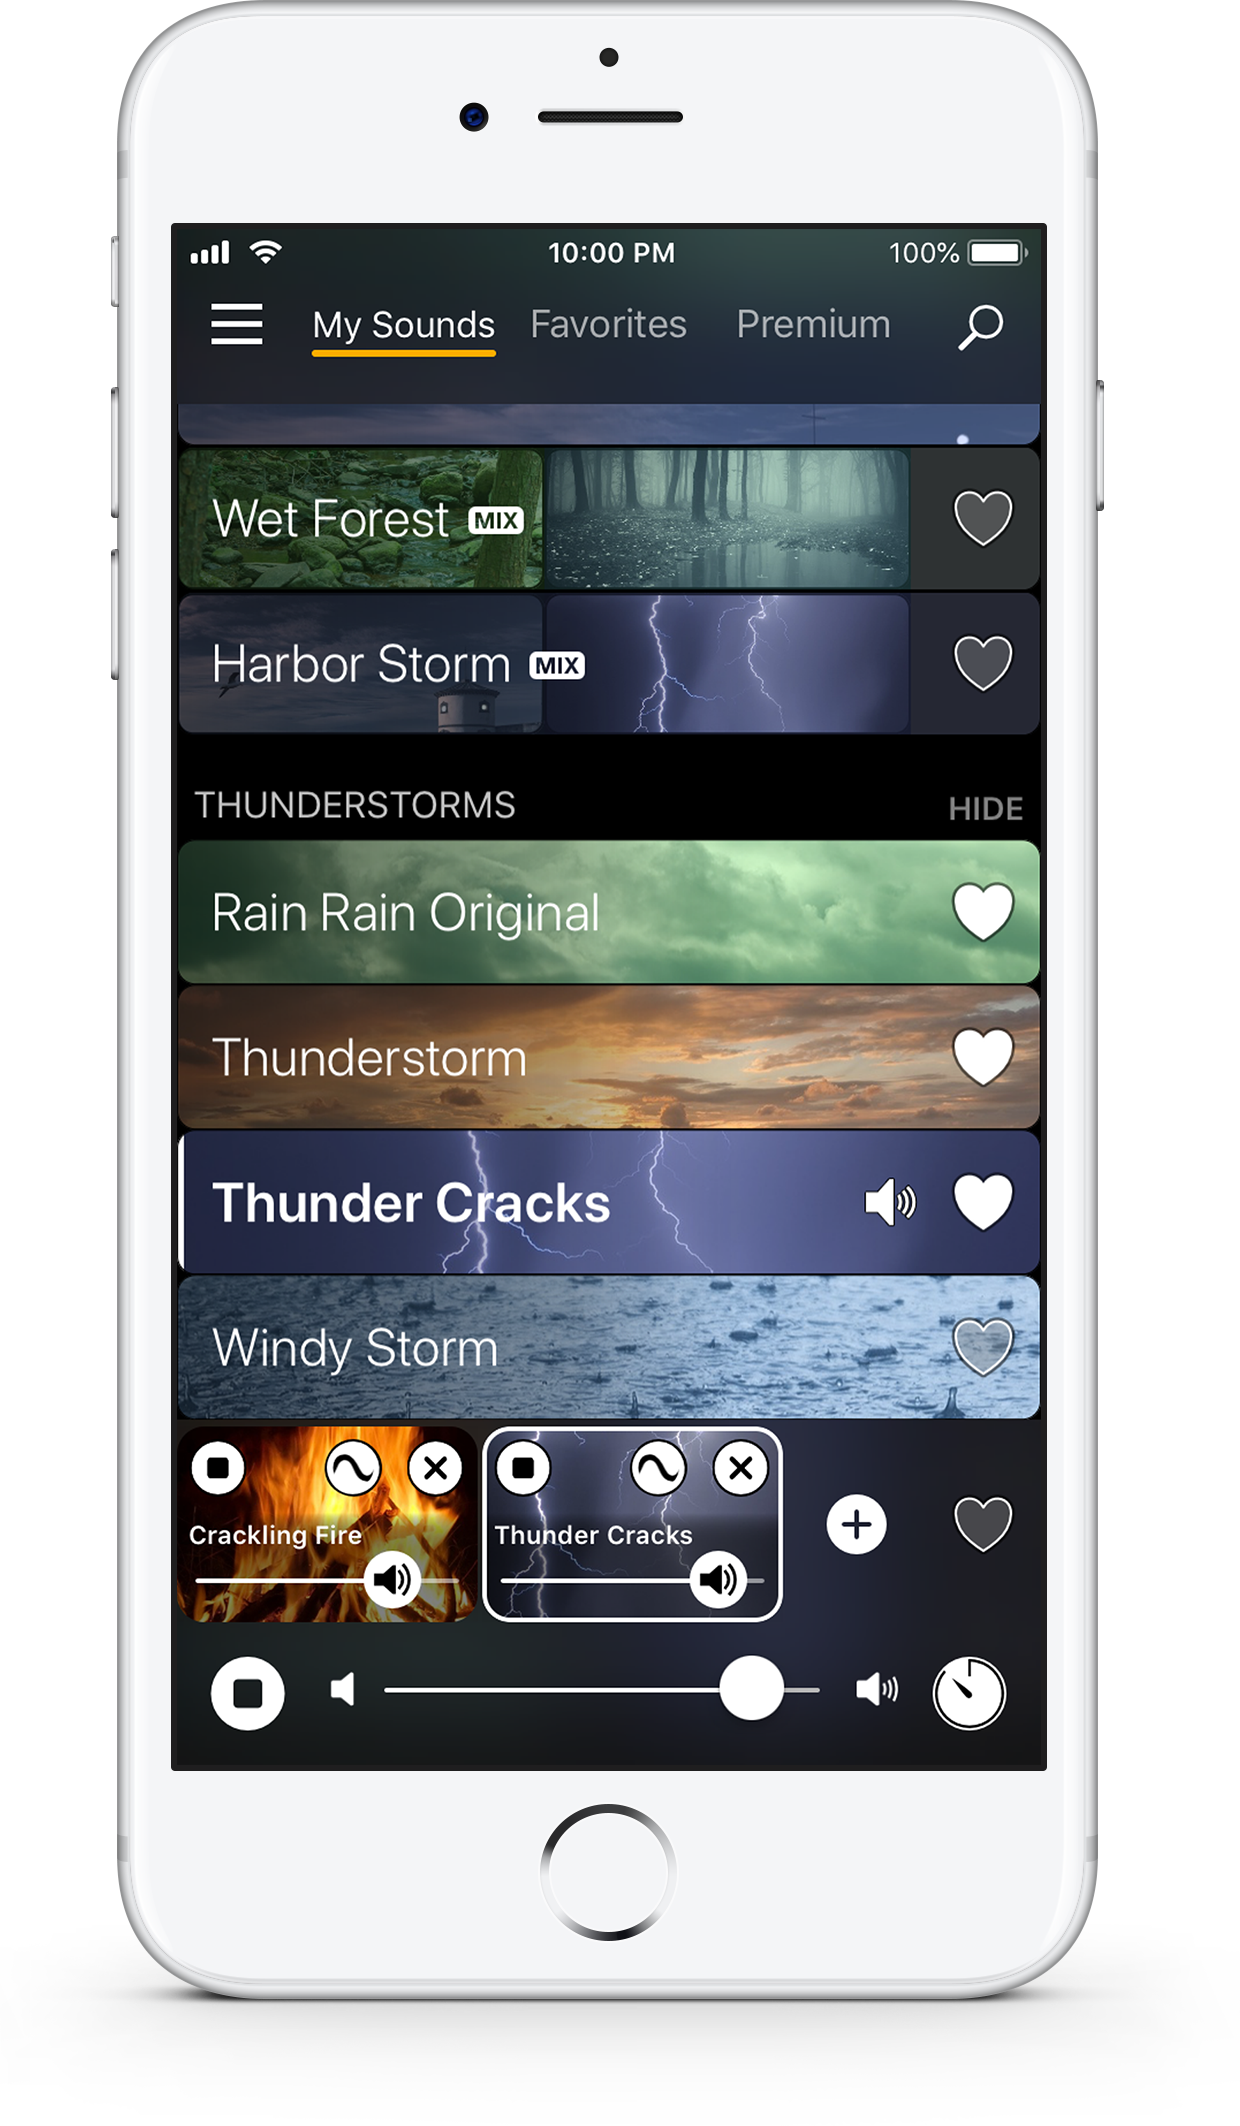 10:00 PM 100%
My Sounds Favorites Premium
Wet Forest MIX
Harbor Storm MIX
THUNDERSTORMS HIDE
Rain Rain Original
Thunderstorm
Thunder Cracks
Windy Storm
Crackling Fire Thunder Cracks